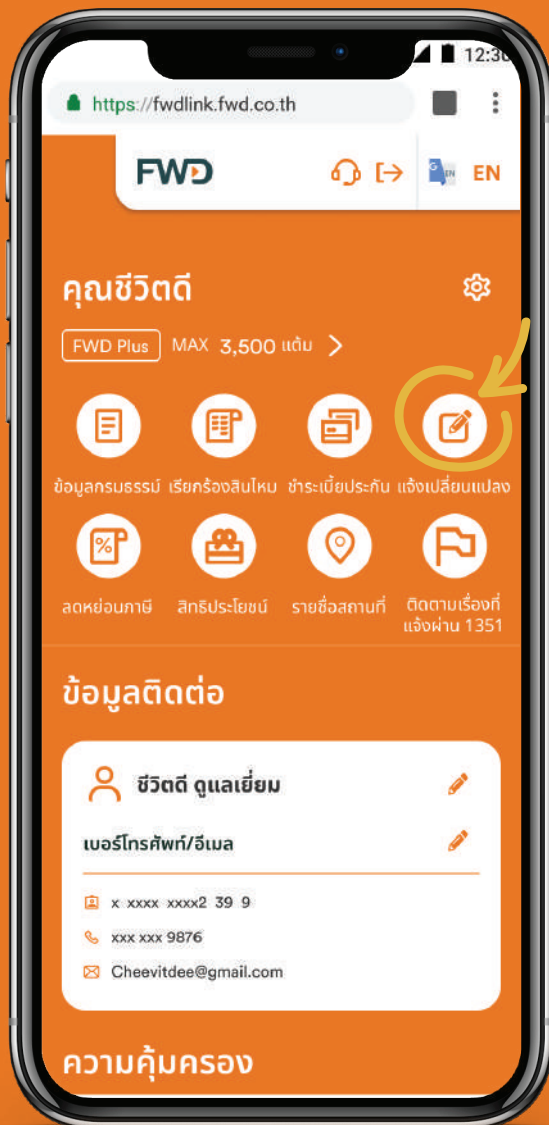 12:30
https://fwdlink.fwd.co.th
FWD EN
คุณชีวิตดี
FWD Plus MAX 3,500 แต้ม
ข้อมูลกรมธรรม์ เรียกร้องสินไหม ชำระเบี้ยประกัน แจ้งเปลี่ยนแปลง
ลดหย่อนภาษี สิทธิประโยชน์ รายชื่อสถานที่ ติดตามเรื่องที่
แจ้งผ่าน 1351
ข้อมูลติดต่อ
ชีวิตดี ดูแลเยี่ยม
เบอร์โทรศัพท์/อีเมล
x xxxx xxxx2 39 9
xxx xxx 9876
Cheevitdee@gmail.com
ความคุ้มครอง